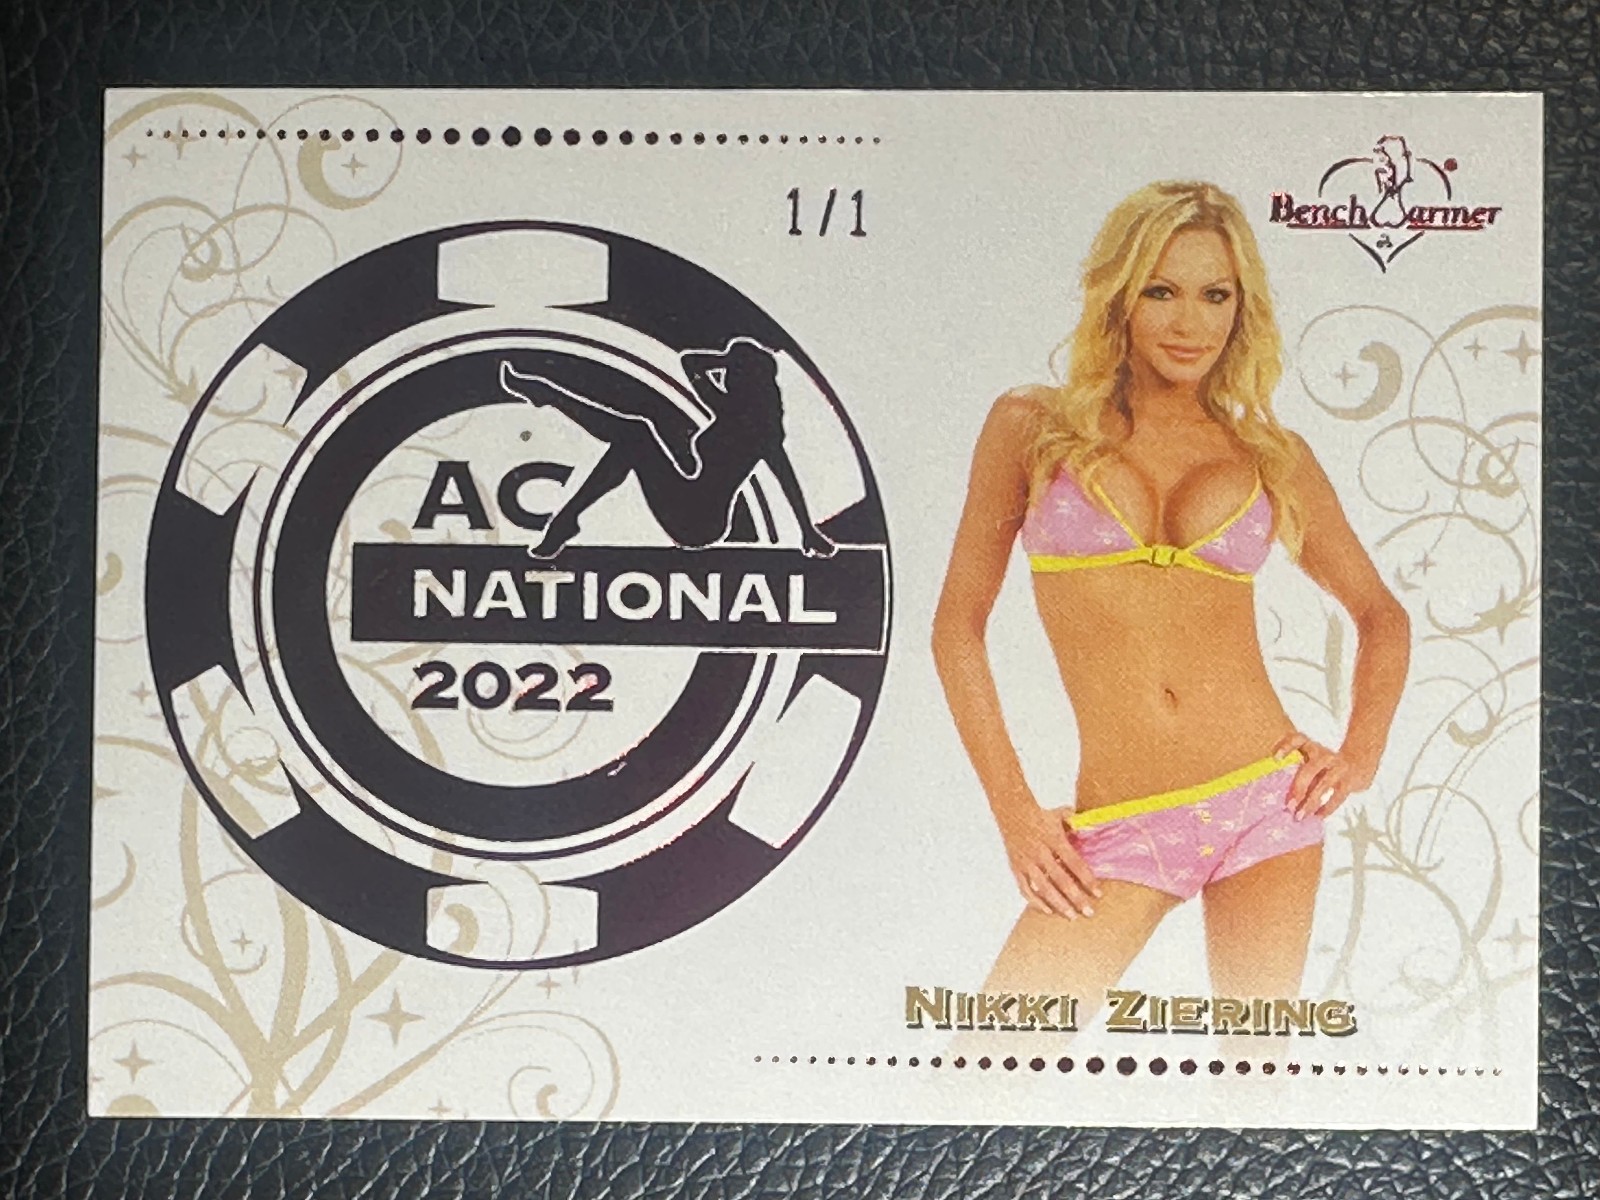 1/1
BenchWarmer
AC
NATIONAL
2022
NIKKI ZIERING